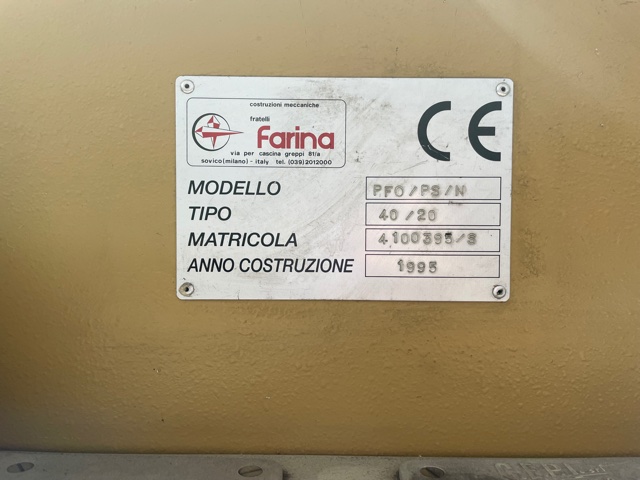 costruzioni meccaniche
fratelli
Farina
via per cascina greppi 81/a
sovico (milano) - italy tel. (039) 2012000
CE
MODELLO PFO/PS/N
TIPO 40/20
MATRICOLA
ANNO COSTRUZIONE 1995